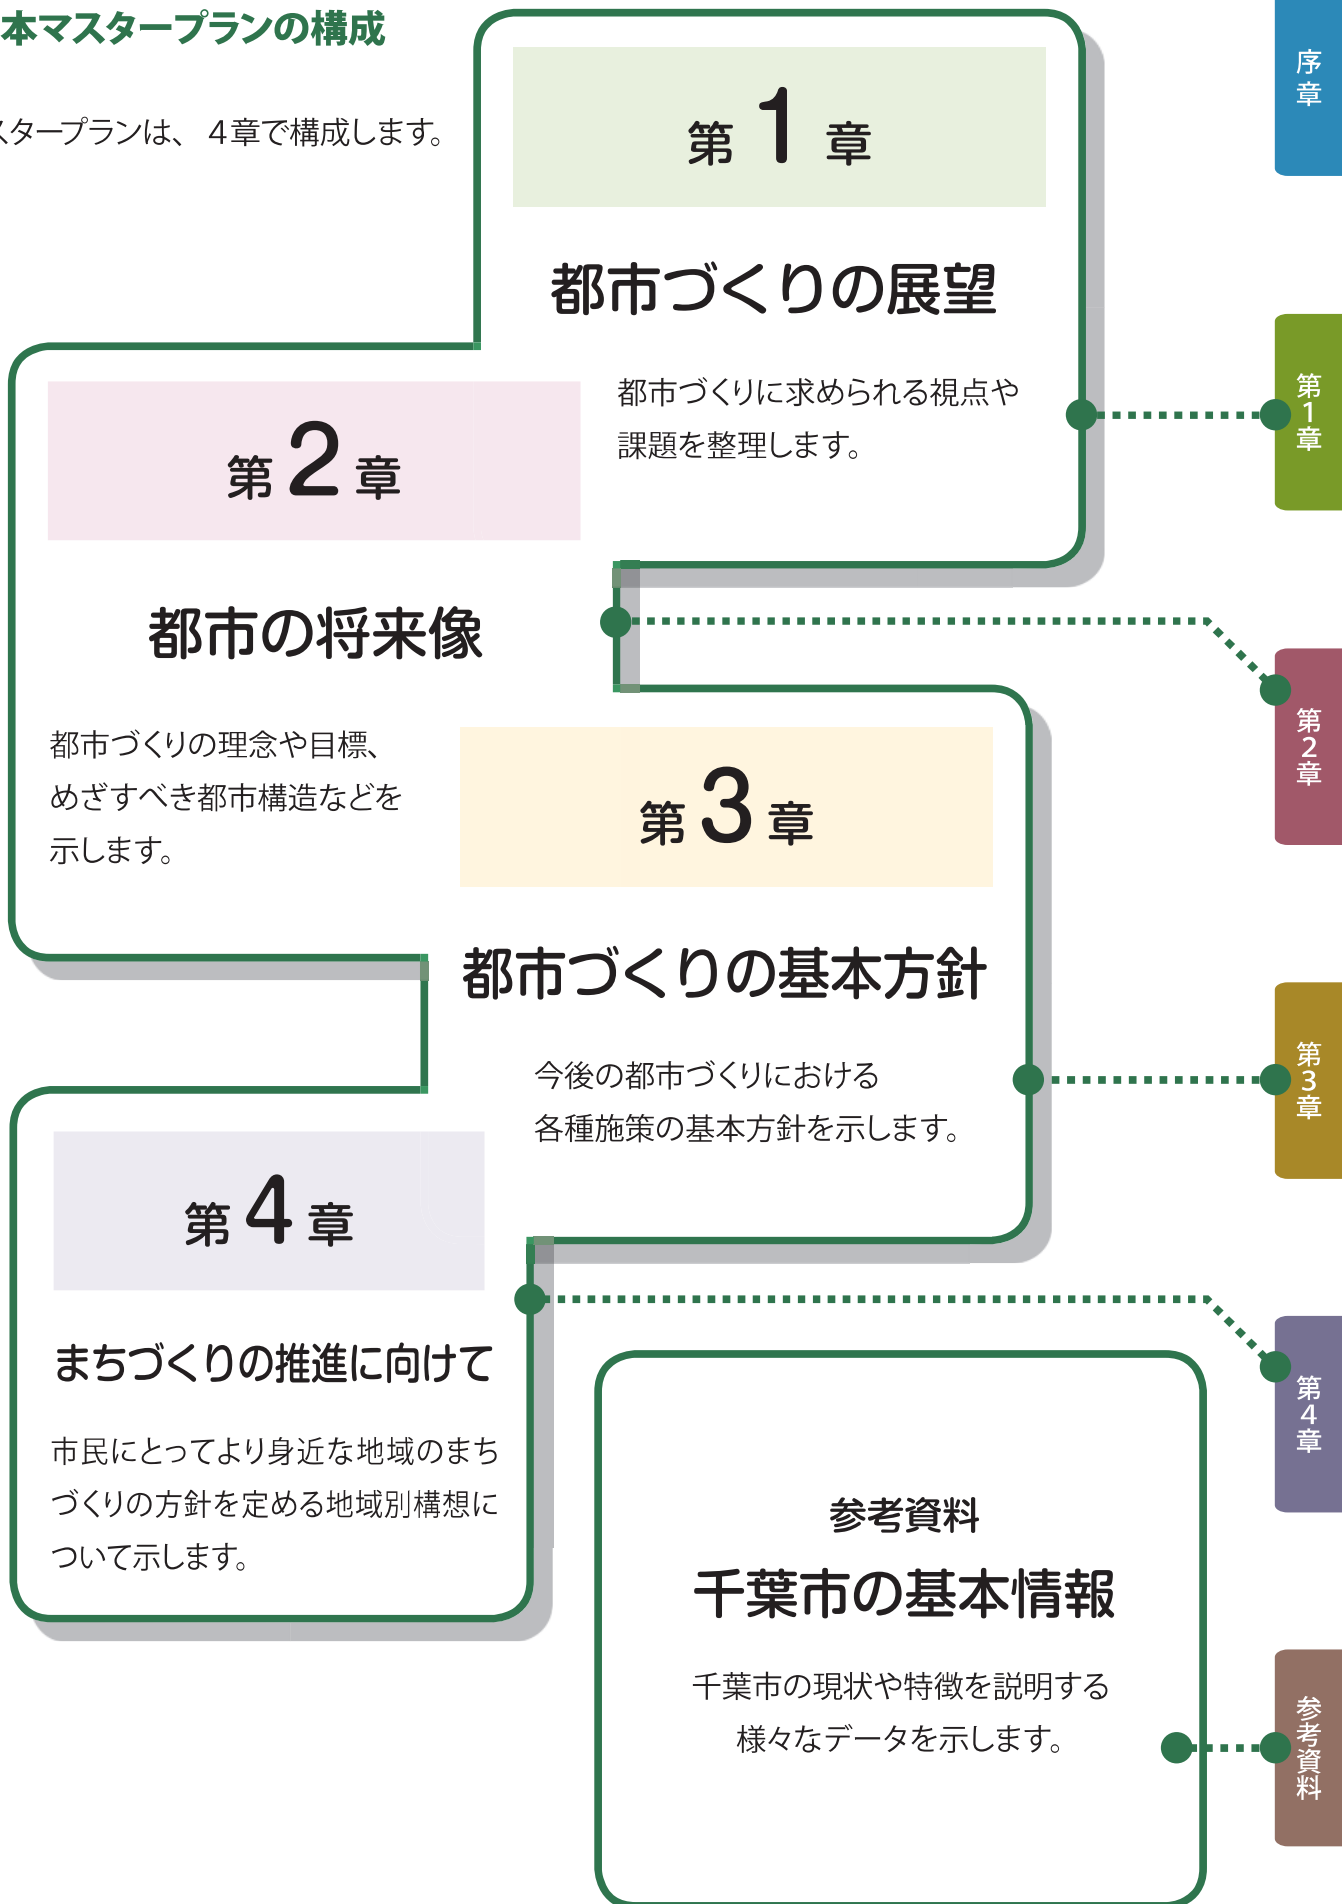 本マスタープランの構成
スタープランは、４章で構成します。
第1章
都市づくりの展望
都市づくりに求められる視点や
課題を整理します。
第2章
都市の将来像
都市づくりの理念や目標、
めざすべき都市構造などを
示します。
第3章
都市づくりの基本方針
今後の都市づくりにおける
各種施策の基本方針を示します。
第4章
まちづくりの推進に向けて
市民にとってより身近な地域のまち
づくりの方針を定める地域別構想に
ついて示します。
参考資料
千葉市の基本情報
千葉市の現状や特徴を説明する
様々なデータを示します。
序章
第1章
第2章
第3章
第4章
参考資料